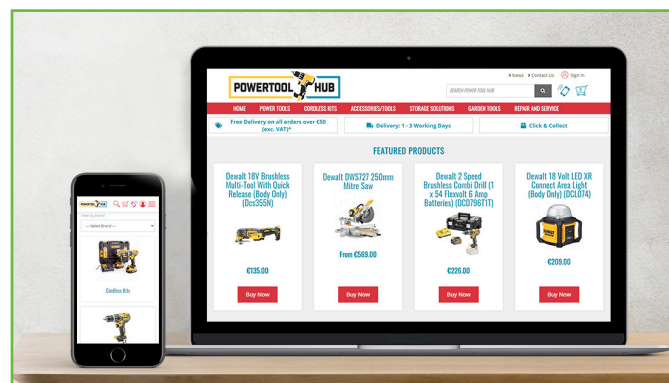 > News > Contact Us Sign In
POWERTOOL HUB
SEARCH POWER TOOL HUB
HOME POWER TOOLS CORDLESS KITS ACCESSORIES/TOOLS STORAGE SOLUTIONS GARDEN TOOLS REPAIR AND SERVICE
Free Delivery on all orders over €50
(exc. VAT)*
Delivery: 1 - 3 Working Days
Click & Collect
FEATURED PRODUCTS
Dewalt 18V Brushless
Multi-Tool With Quick
Release (Body Only)
(Dcs355N)
€135.00
Buy Now
Dewalt DWS727 250mm
Mitre Saw
From €569.00
Buy Now
Dewalt 2 Speed
Brushless Combi Drill (1
x 54 Flexvolt 6 Amp
Batteries) (DCD796T1T)
€226.00
Buy Now
Dewalt 18 Volt LED XR
Connect Area Light
(Body Only) (DCL074)
€209.00
Buy Now
POWERTOOL HUB
-- Select Brand --
Cordless Kits